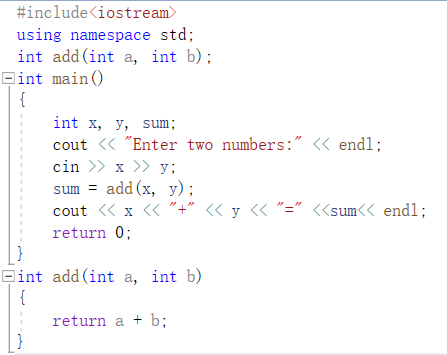 #include<iostream>
using namespace std;
int add(int a, int b);
int main()
{
    int x, y, sum;
    cout << "Enter two numbers:" << endl;
    cin >> x >> y;
    sum = add(x, y);
    cout << x << "+" << y << "=" <<sum<< endl;
    return 0;
}
int add(int a, int b)
{
    return a + b;
}